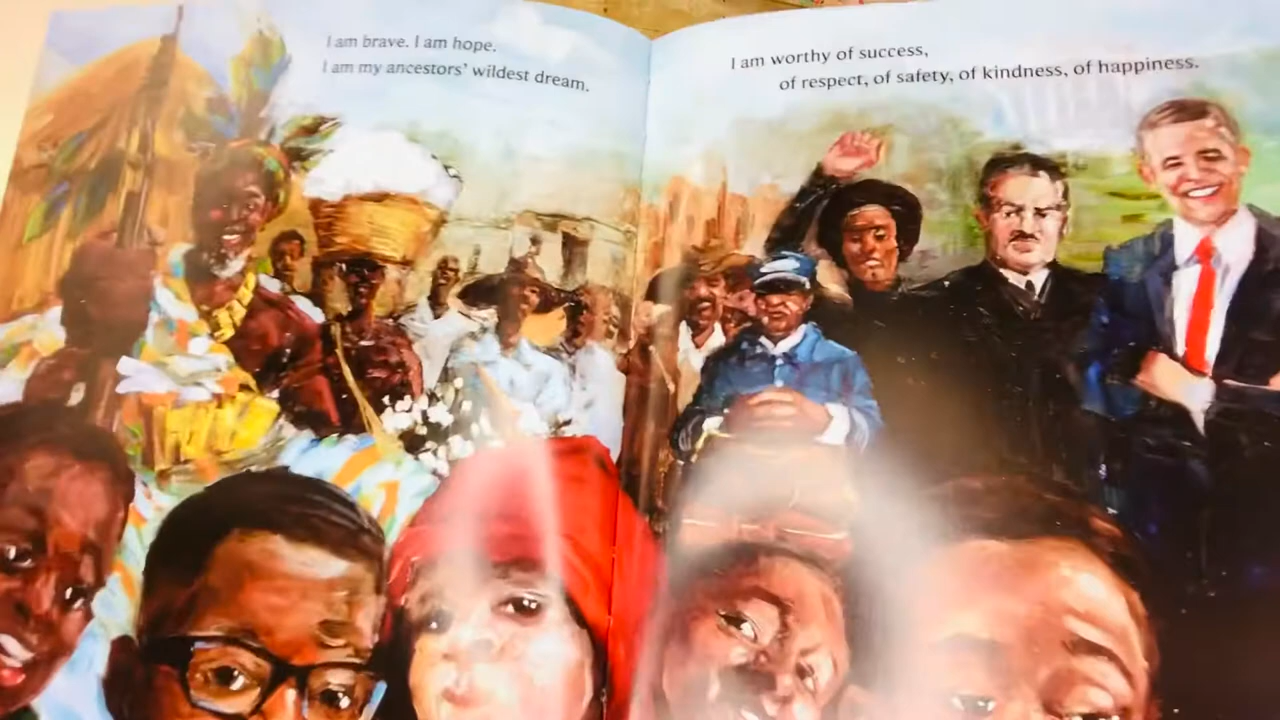 I am brave. I am hope.
I am my ancestors' wildest dream.
I am worthy of success,
of respect, of safety, of kindness, of happiness.